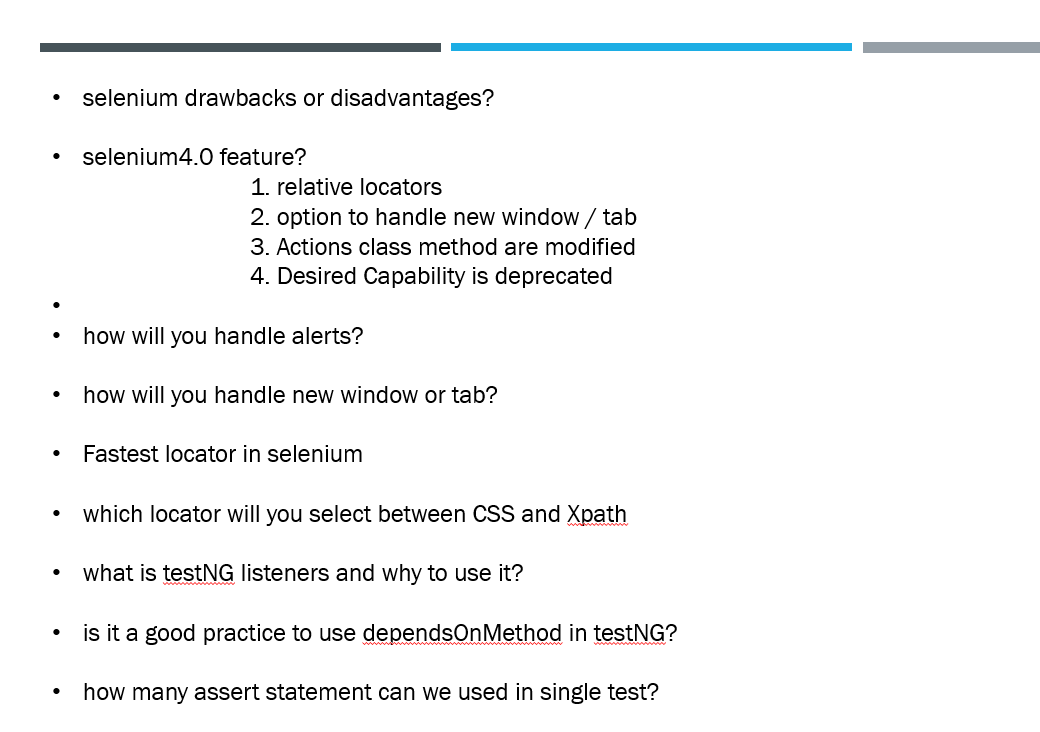 • selenium drawbacks or disadvantages?
• selenium4.0 feature?
1. relative locators
2. option to handle new window / tab
3. Actions class method are modified
4. Desired Capability is deprecated
•
• how will you handle alerts?
• how will you handle new window or tab?
• Fastest locator in selenium
• which locator will you select between CSS and Xpath
• what is testNG listeners and why to use it?
• is it a good practice to use dependsOnMethod in testNG?
• how many assert statement can we used in single test?